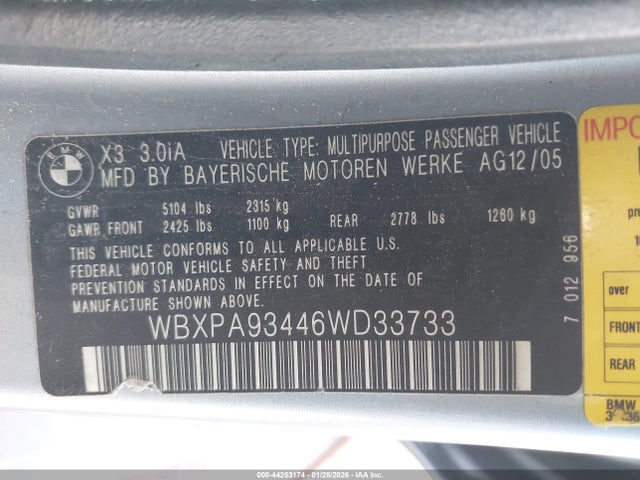 BMW
X3 3.0iA VEHICLE TYPE: MULTIPURPOSE PASSENGER VEHICLE
MFD BY BAYERISCHE MOTOREN WERKE AG12/05
GVWR 5104 lbs 2315 kg
GAWR FRONT 2425 lbs 1100 kg REAR 2778 lbs 1260 kg
THIS VEHICLE CONFORMS TO ALL APPLICABLE U.S.
FEDERAL MOTOR VEHICLE SAFETY AND THEFT
PREVENTION STANDARDS IN EFFECT ON THE DATE OF
MANUFACTURE SHOWN ABOVE.
WBXPA93446WD33733
7 012 956
over
FRONT
REAR
BMW
000-44253174 | 01/28/2026 | IAA Inc.